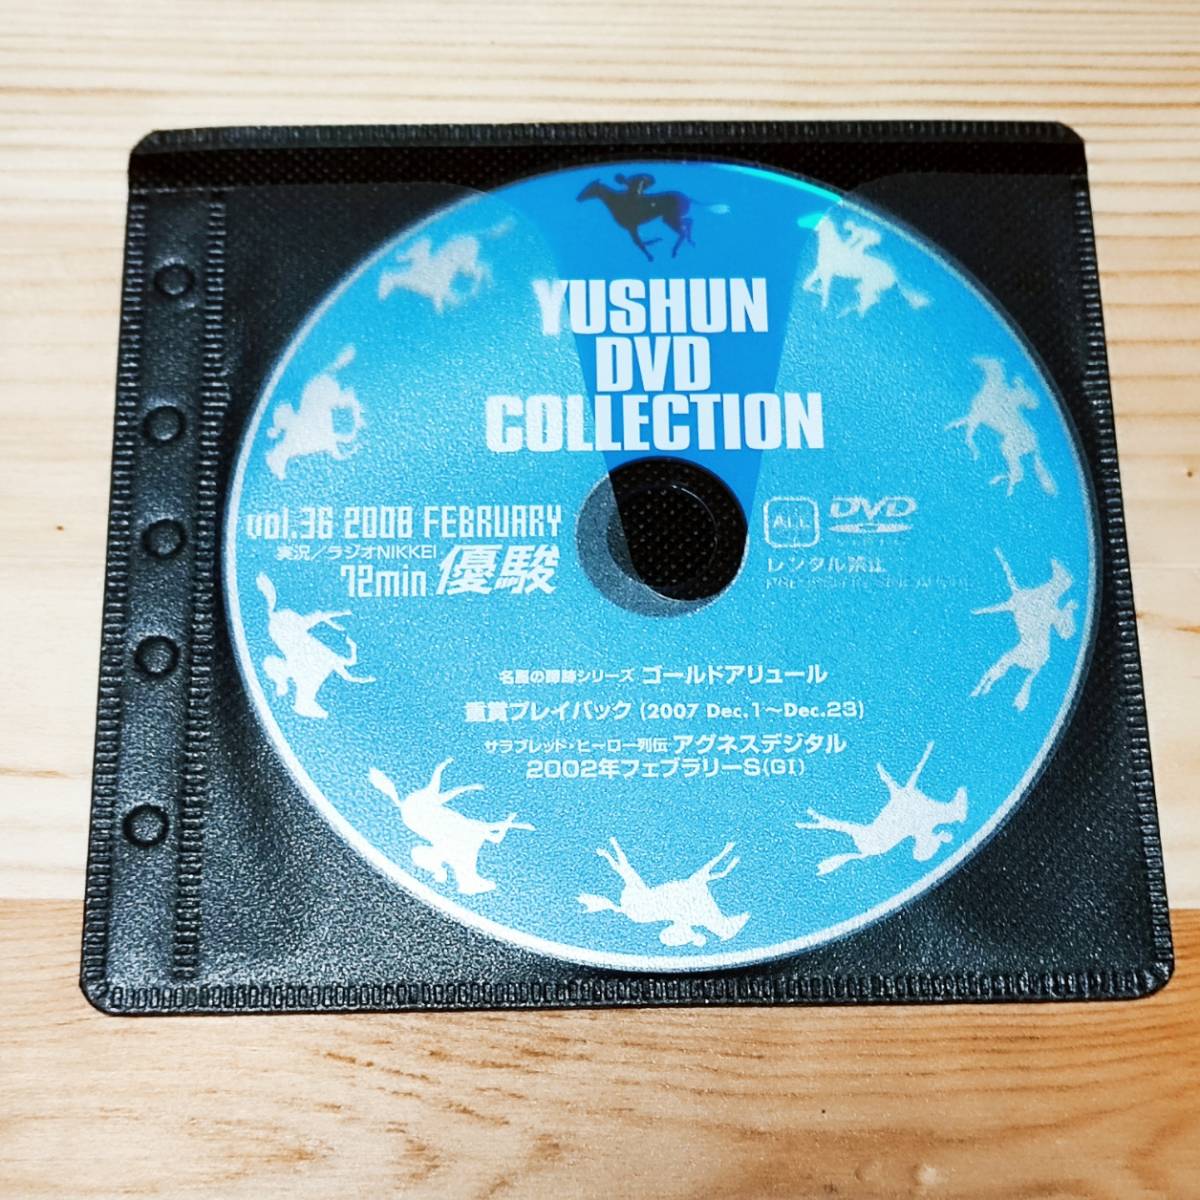 YUSHUN
DVD
COLLECTION
vol.36 2008 FEBRUARY
実況/ラジオNIKKEI
72min 優駿
ALL
DVD
レンタル禁止
名馬の蹄跡シリーズ ゴールドアリュール
重賞プレイバック (2007 Dec.1～Dec.23)
サラブレッド・ヒーロー列伝 アグネスデジタル
2002年フェブラリーS(GI)